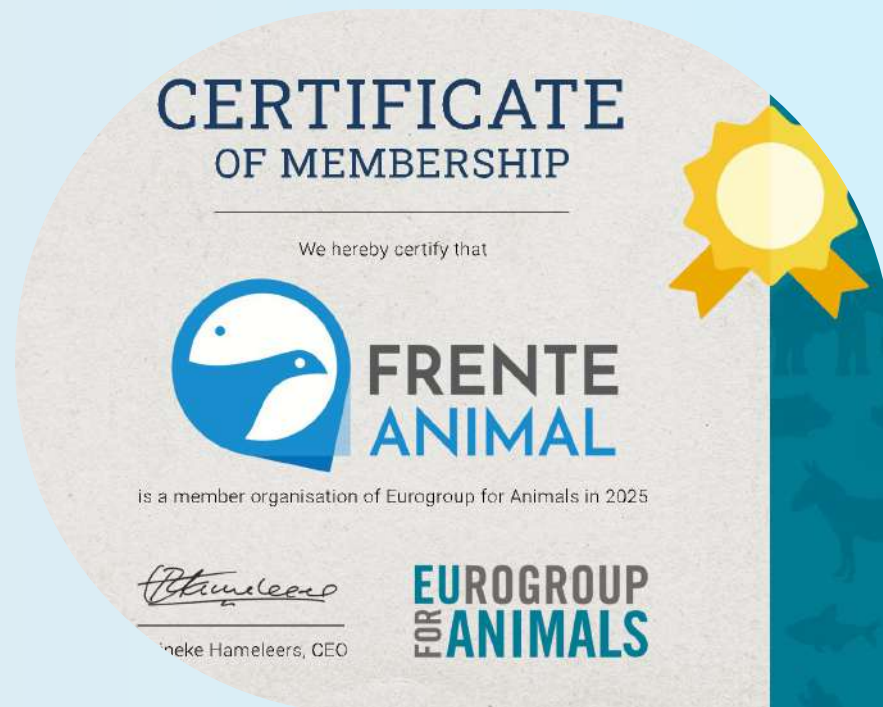 CERTIFICATE
OF MEMBERSHIP
We hereby certify that
FRENTE
ANIMAL
is a member organisation of Eurogroup for Animals in 2025
EUROGROUP
FOR ANIMALS
Hameleers, CEO